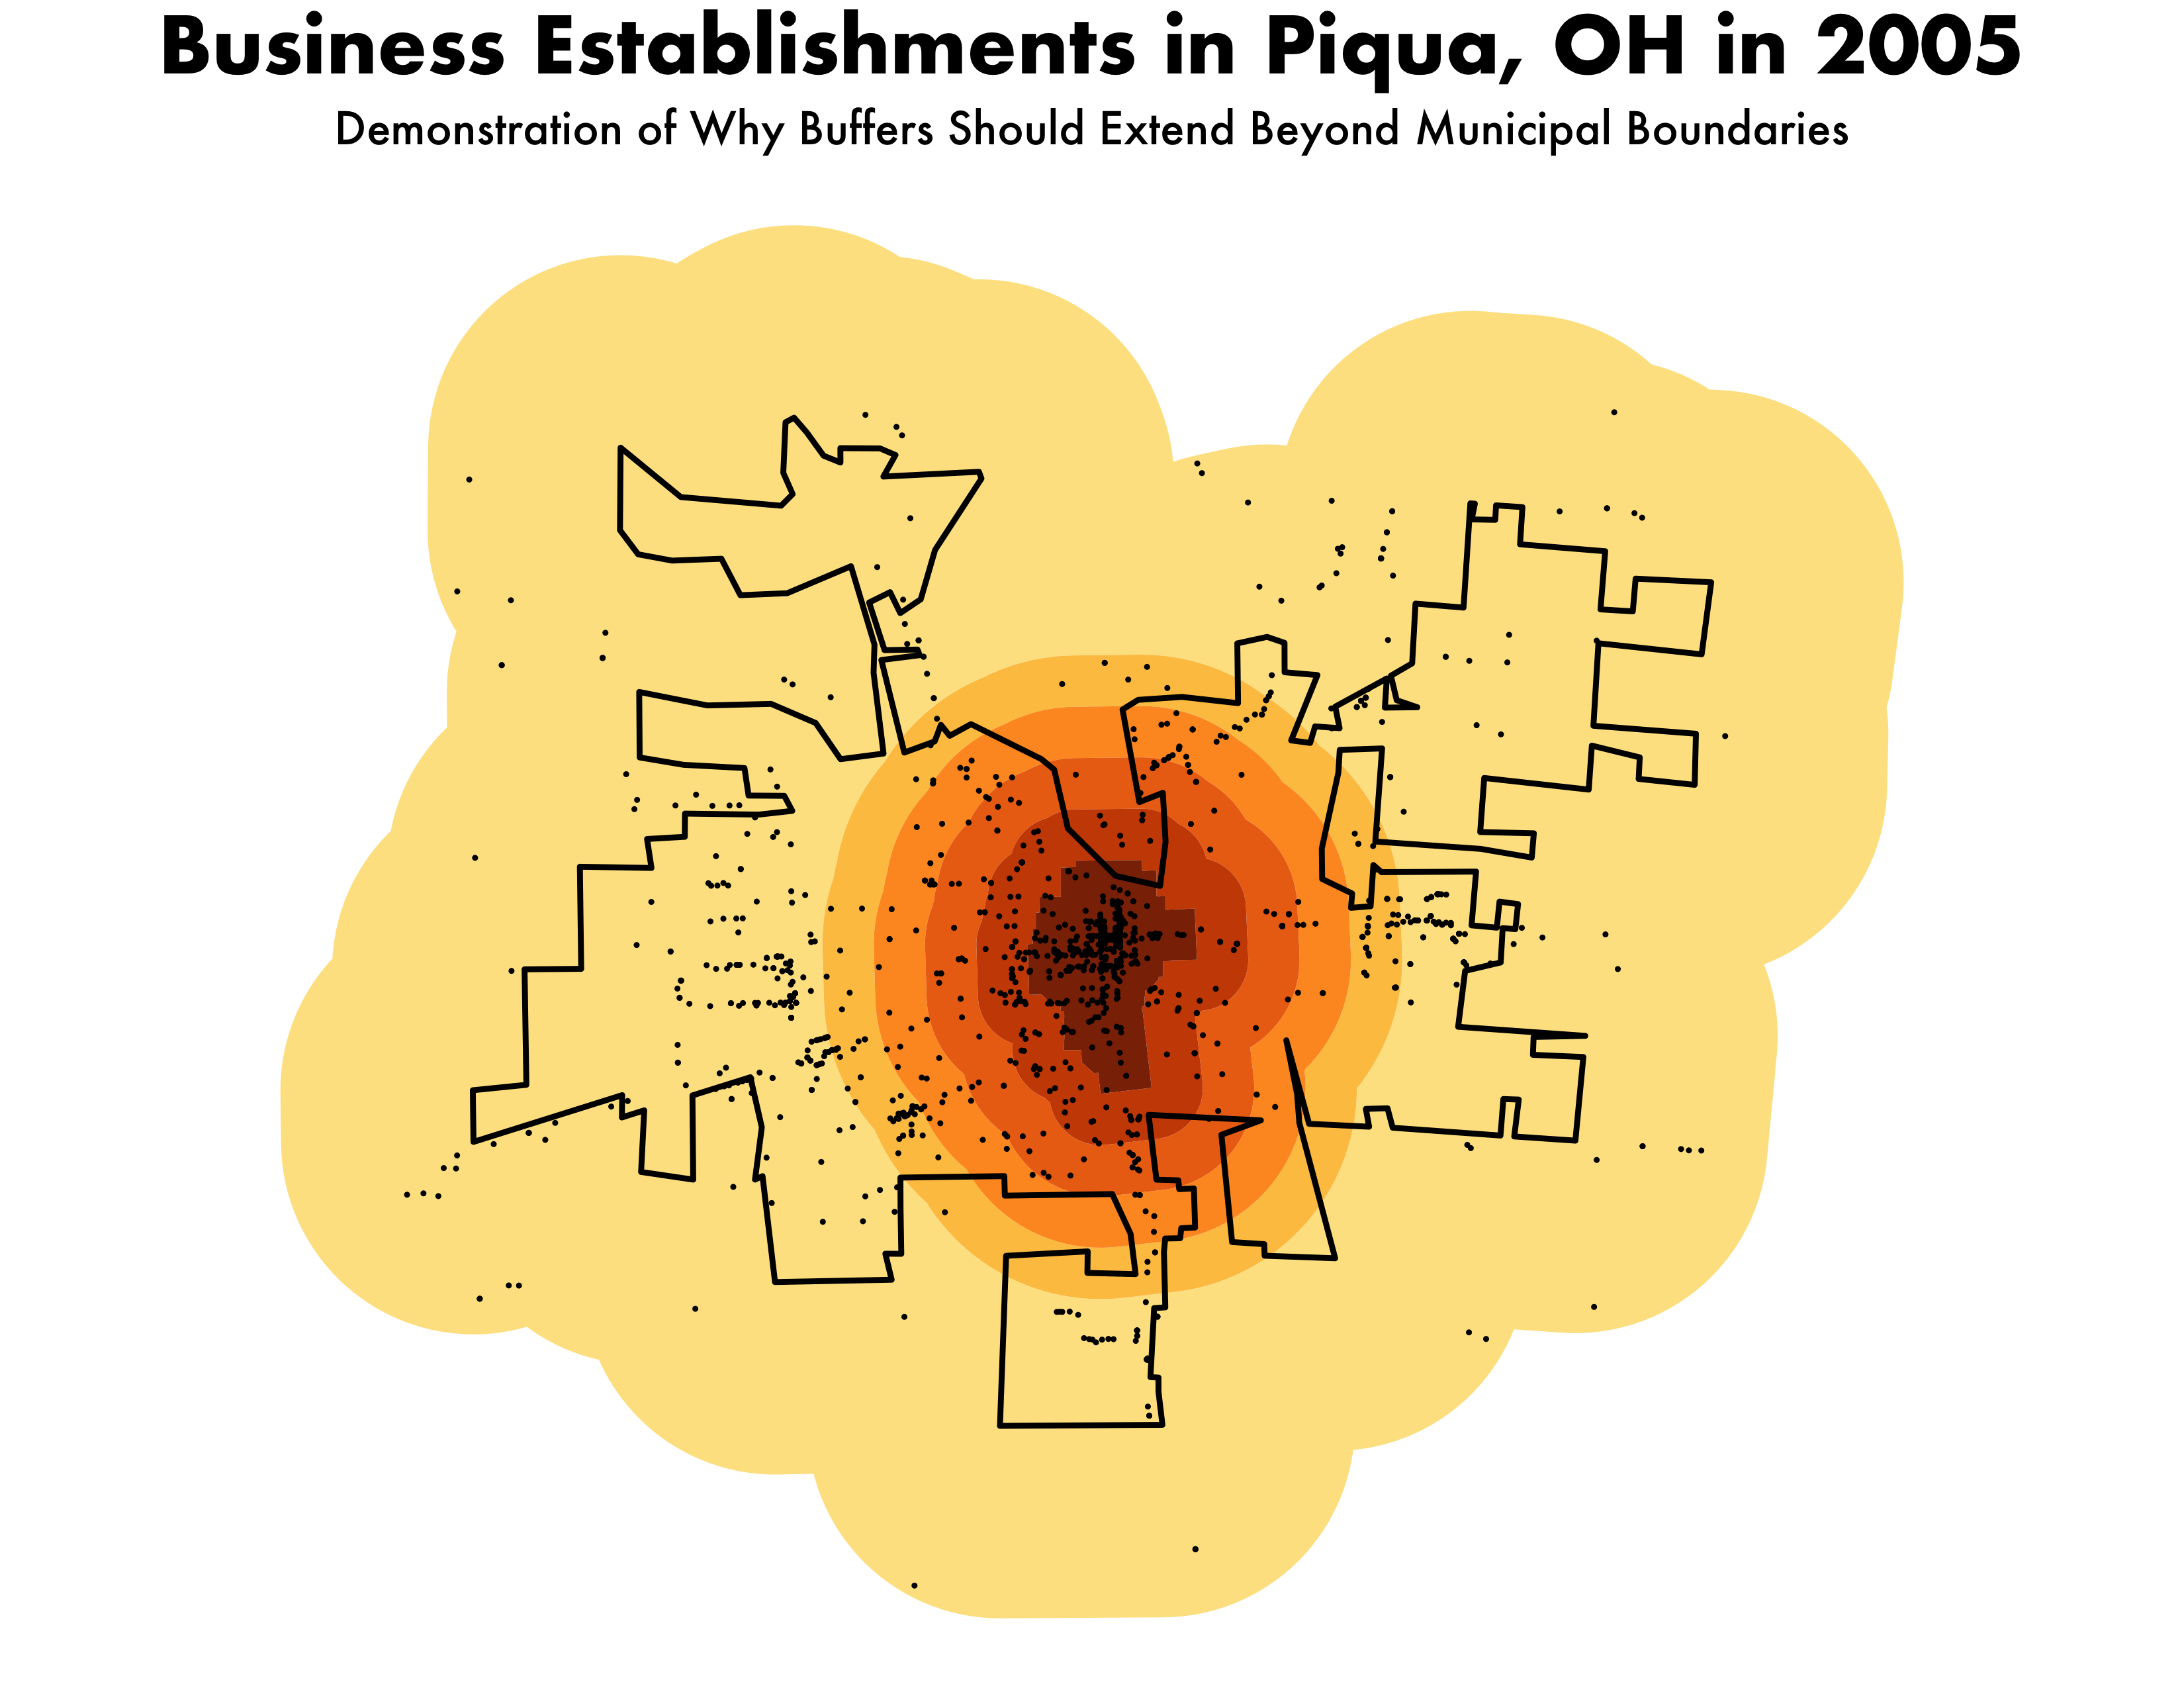 Business Establishments in Piqua, OH in 2005
Demonstration of Why Buffers Should Extend Beyond Municipal Boundaries